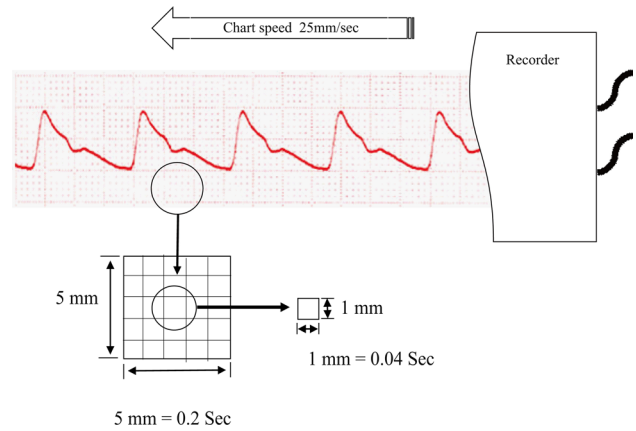 Chart speed 25mm/sec
Recorder
5 mm
1 mm
1 mm = 0.04 Sec
5 mm = 0.2 Sec